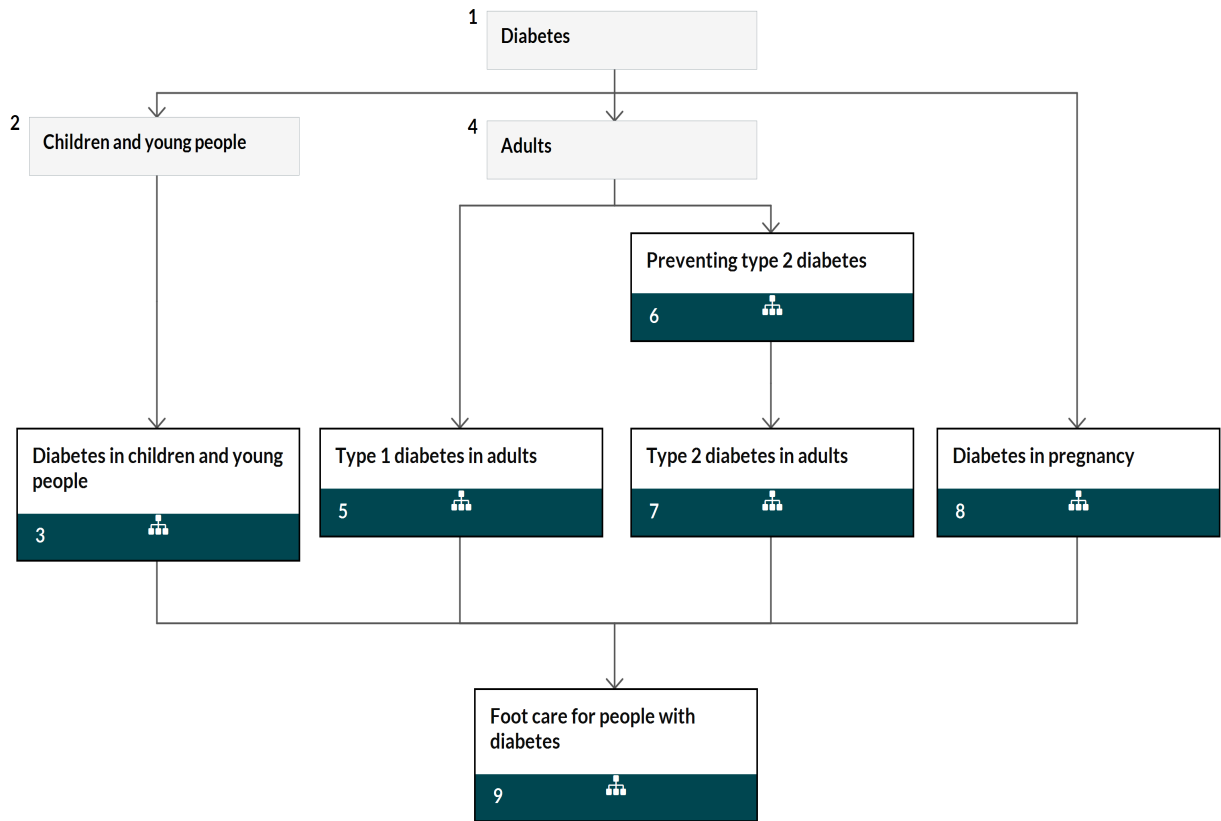 1
Diabetes
2
Children and young people
4
Adults
Preventing type 2 diabetes
6
Diabetes in children and young
people
3
Type 1 diabetes in adults
5
Type 2 diabetes in adults
7
Diabetes in pregnancy
8
Foot care for people with
diabetes
9